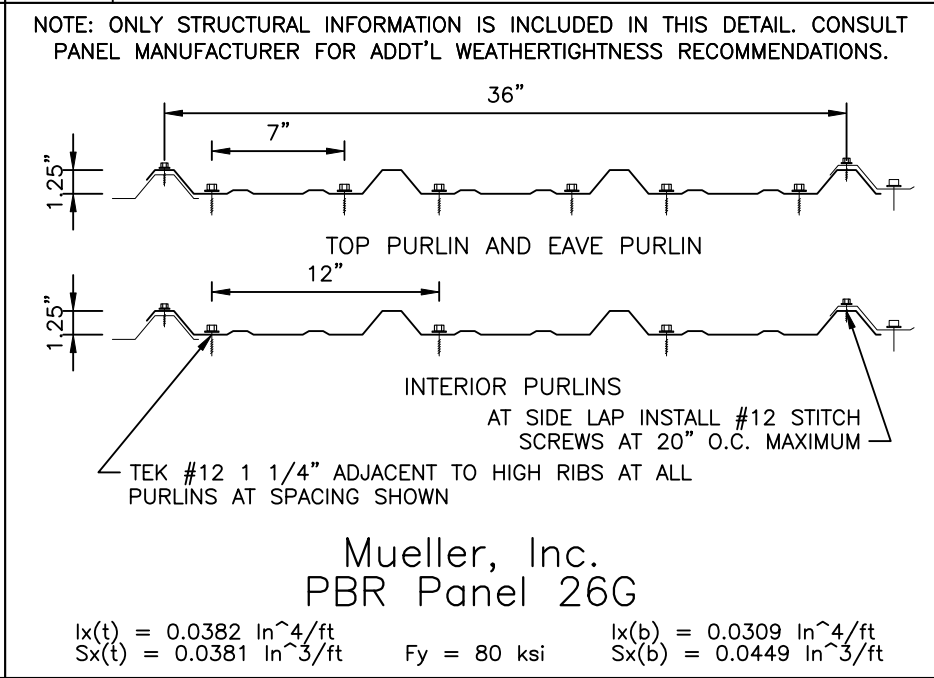 NOTE: ONLY STRUCTURAL INFORMATION IS INCLUDED IN THIS DETAIL. CONSULT
PANEL MANUFACTURER FOR ADDT'L WEATHERTIGHTNESS RECOMMENDATIONS.
36"
7"
1.25"
TOP PURLIN AND EAVE PURLIN
12"
1.25"
INTERIOR PURLINS
AT SIDE LAP INSTALL #12 STITCH
SCREWS AT 20" O.C. MAXIMUM
TEK #12 1 1/4" ADJACENT TO HIGH RIBS AT ALL
PURLINS AT SPACING SHOWN
Mueller, Inc.
PBR Panel 26G
Ix(t) = 0.0382 In^4/ft
Sx(t) = 0.0381 In^3/ft
Fy = 80 ksi
Ix(b) = 0.0309 In^4/ft
Sx(b) = 0.0449 In^3/ft